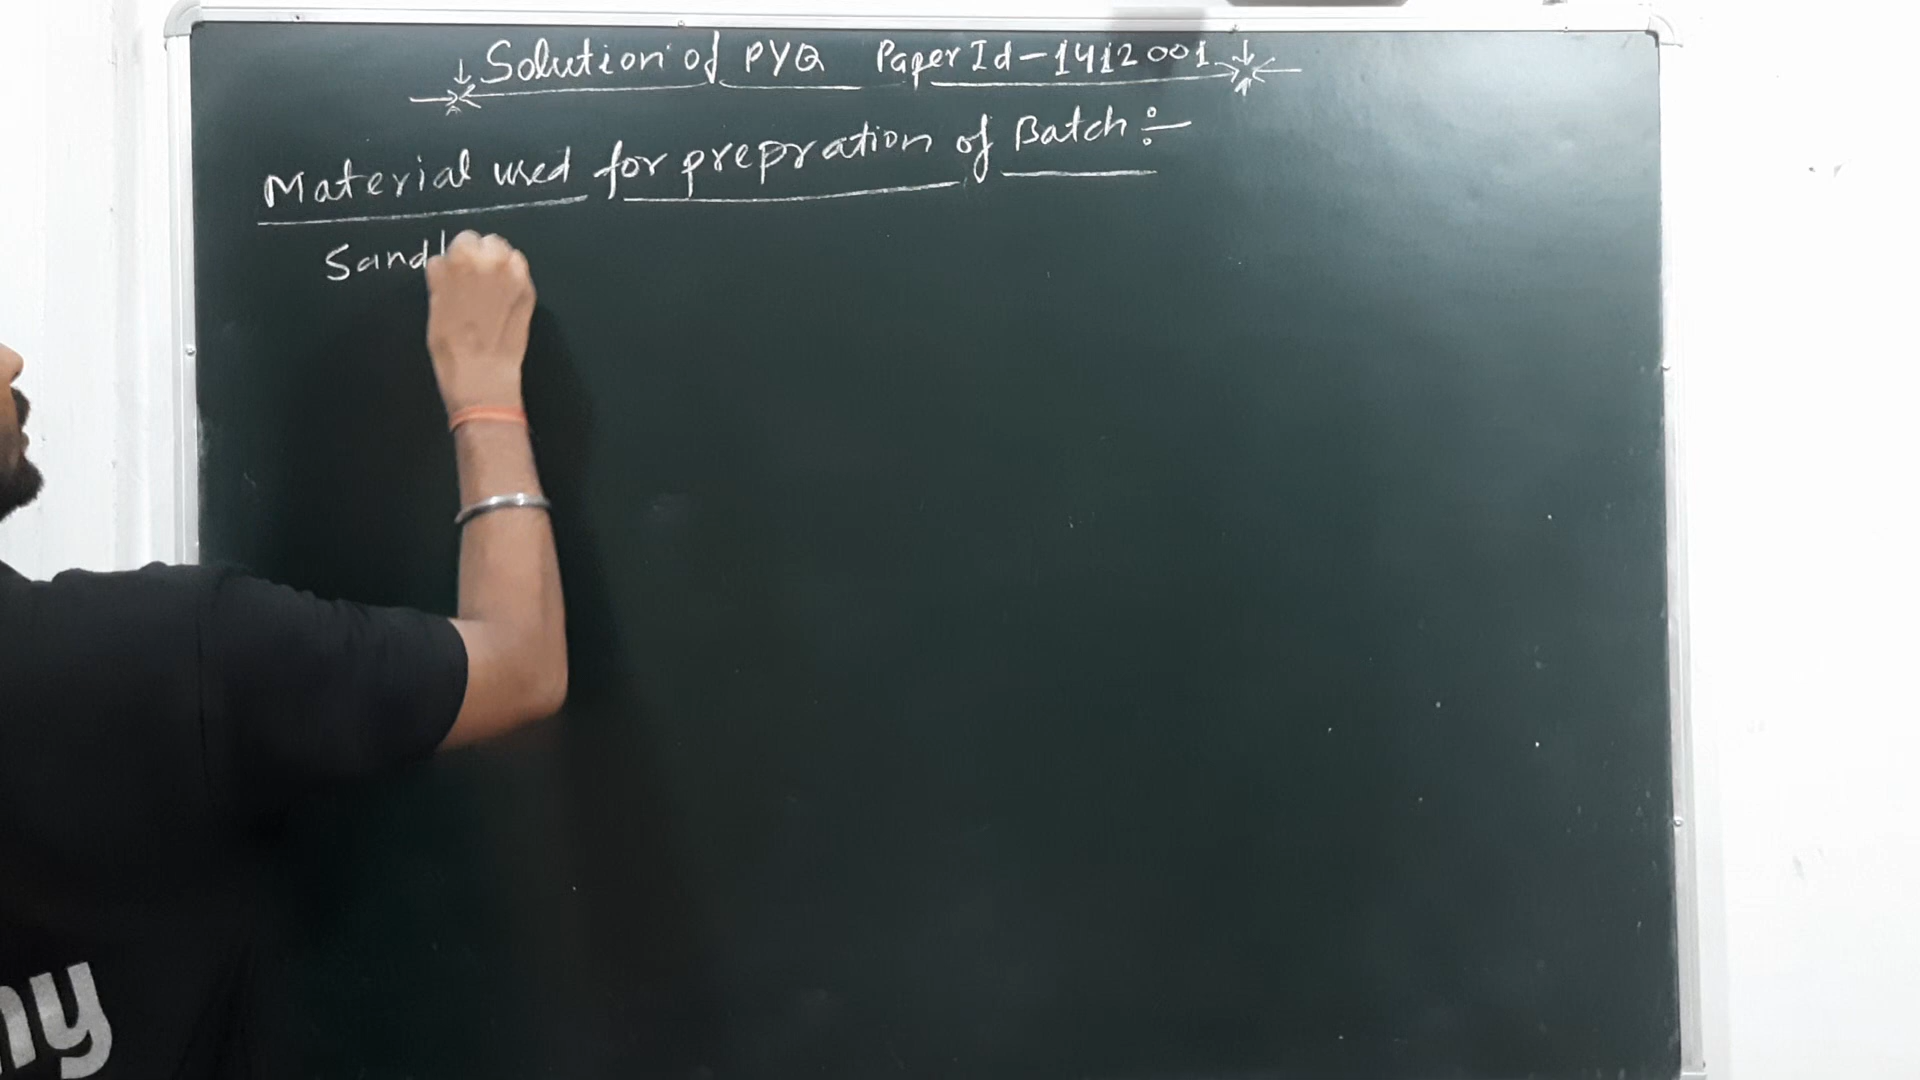 Solution of PYQ Paper Id-1412001
Material used for prepration of Batch :-
Sand